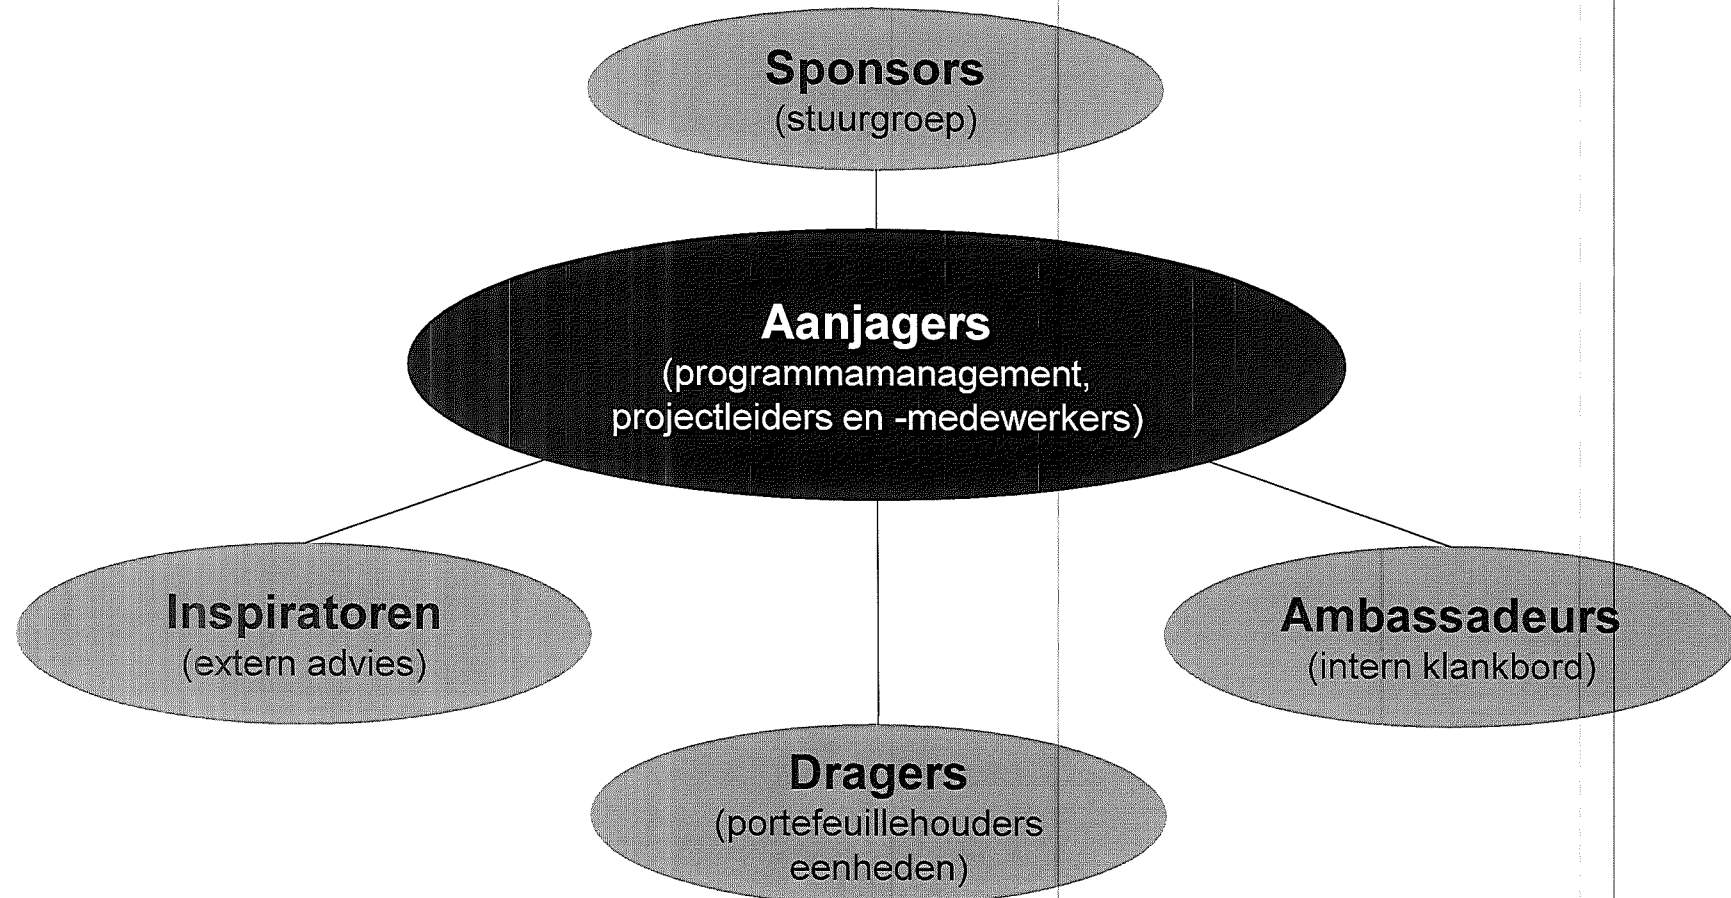 Sponsors
(stuurgroep)
Aanjagers
(programmamanagement,
projectleiders en -medewerkers)
Inspiratoren
(extern advies)
Ambassadeurs
(intern klankbord)
Dragers
(portefeuillehouders
eenheden)